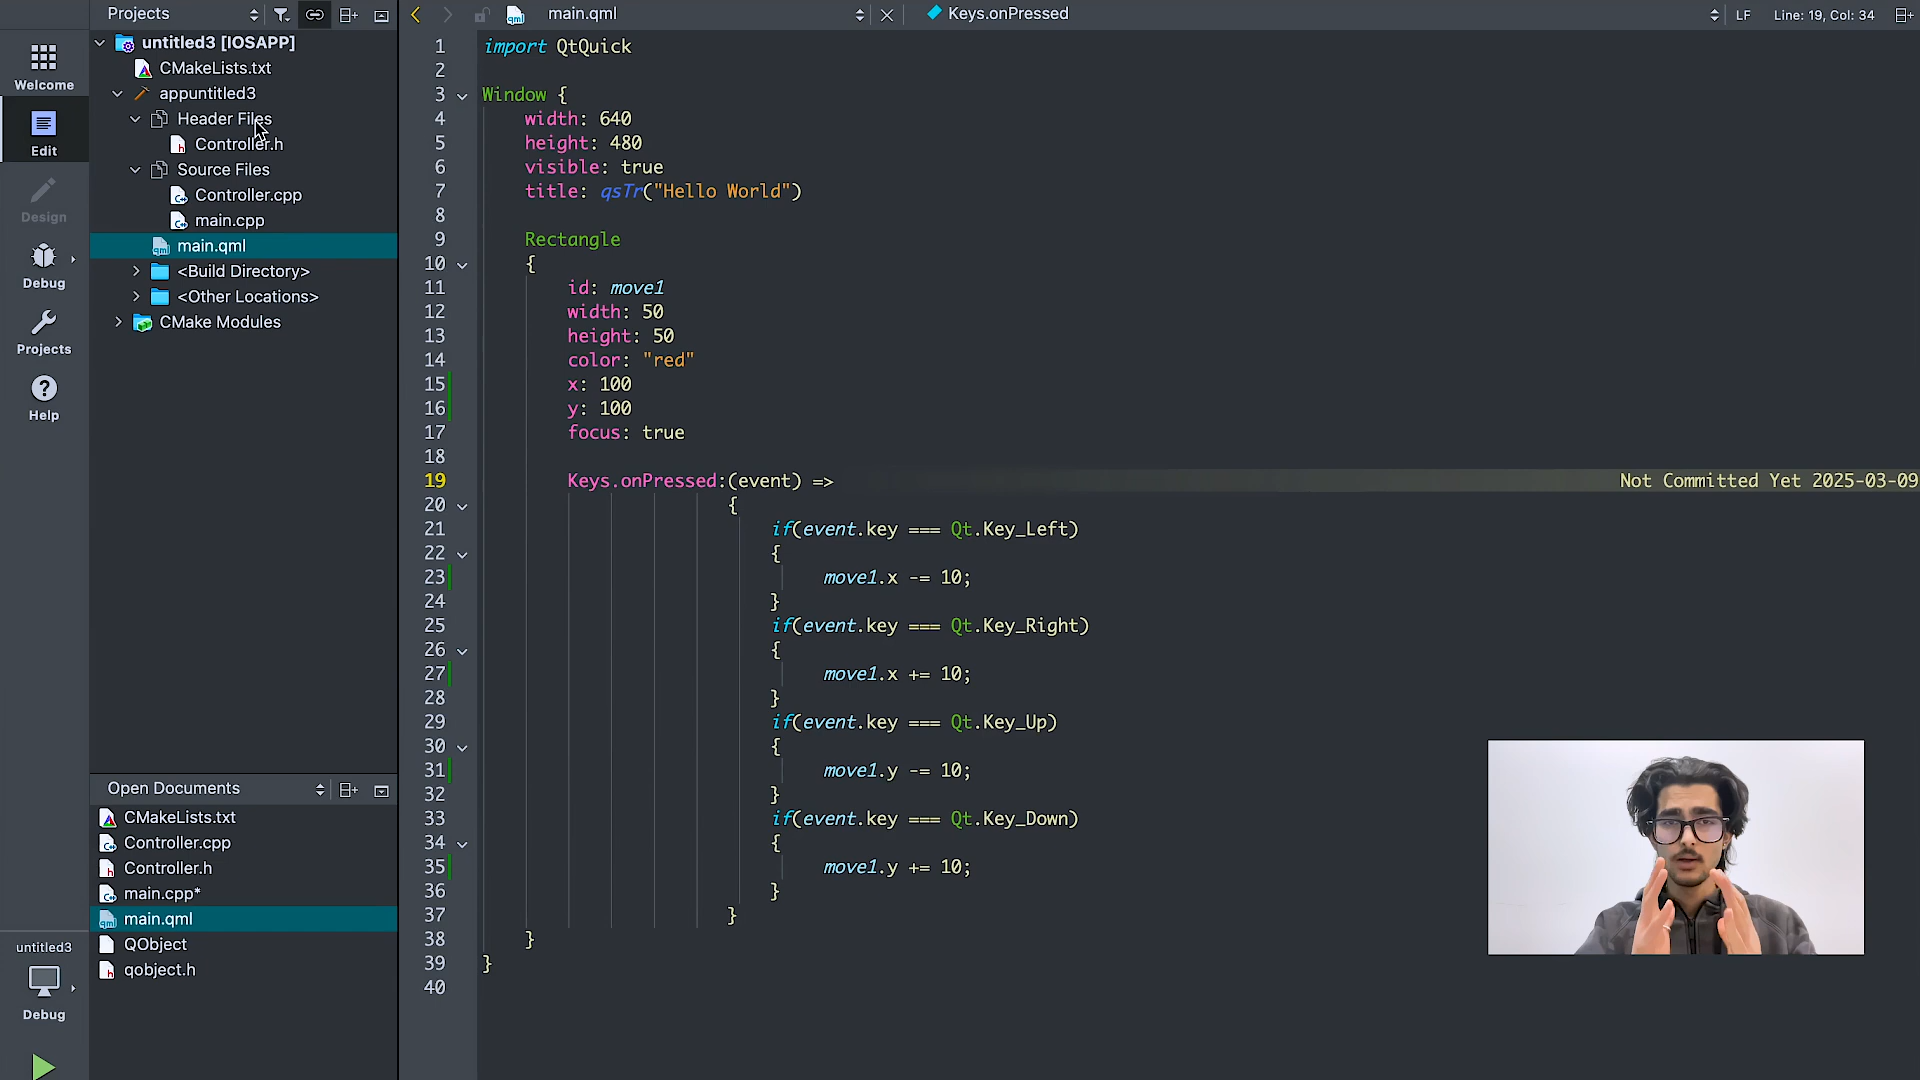 Projects
main.qml
Keys.onPressed
LF
Line: 19, Col: 34
Welcome
Edit
Design
Debug
Projects
Help
untitled3
Debug
untitled3 [IOSAPP]
CMakeLists.txt
appuntitled3
Header Files
Controller.h
Source Files
Controller.cpp
main.cpp
main.qml
<Build Directory>
<Other Locations>
CMake Modules
Open Documents
CMakeLists.txt
Controller.cpp
Controller.h
main.cpp*
main.qml
QObject
qobject.h
1 import QtQuick
2
3 Window {
4 width: 640
5 height: 480
6 visible: true
7 title: qsTr("Hello World")
8
9 Rectangle
10 {
11 id: move1
12 width: 50
13 height: 50
14 color: "red"
15 x: 100
16 y: 100
17 focus: true
18
19 Keys.onPressed:(event) => Not Committed Yet 2025-03-09
20 {
21 if(event.key === Qt.Key_Left)
22 {
23 move1.x -= 10;
24 }
25 if(event.key === Qt.Key_Right)
26 {
27 move1.x += 10;
28 }
29 if(event.key === Qt.Key_Up)
30 {
31 move1.y -= 10;
32 }
33 if(event.key === Qt.Key_Down)
34 {
35 move1.y += 10;
36 }
37 }
38 }
39 }
40